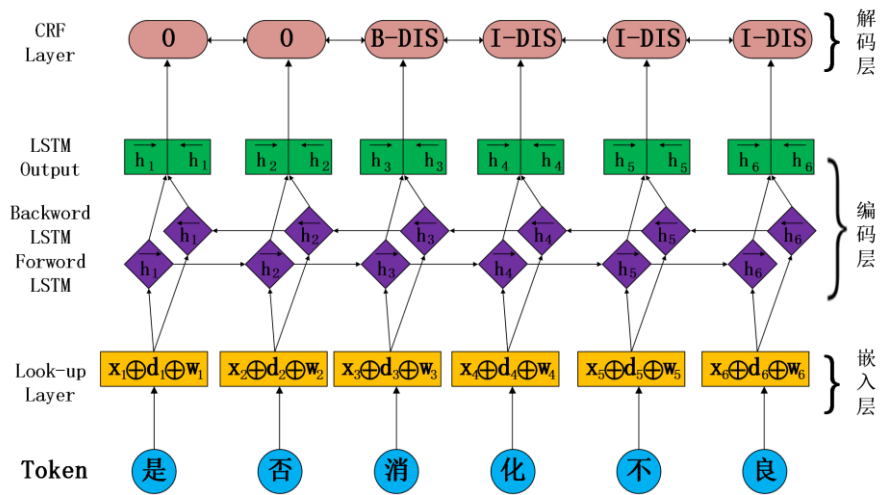 CRF Layer O O B-DIS I-DIS I-DIS I-DIS 解码层
LSTM Output h₁ h₁ h₂ h₂ h₃ h₃ h₄ h₄ h₅ h₅ h₆ h₆
Backword LSTM h₁ h₂ h₃ h₄ h₅ h₆ 编码层
Forword LSTM h₁ h₂ h₃ h₄ h₅ h₆
Look-up Layer x₁⊕d₁⊕w₁ x₂⊕d₂⊕w₂ x₃⊕d₃⊕w₃ x₄⊕d₄⊕w₄ x₅⊕d₅⊕w₅ x₆⊕d₆⊕w₆ 嵌入层
Token 是 否 消 化 不 良